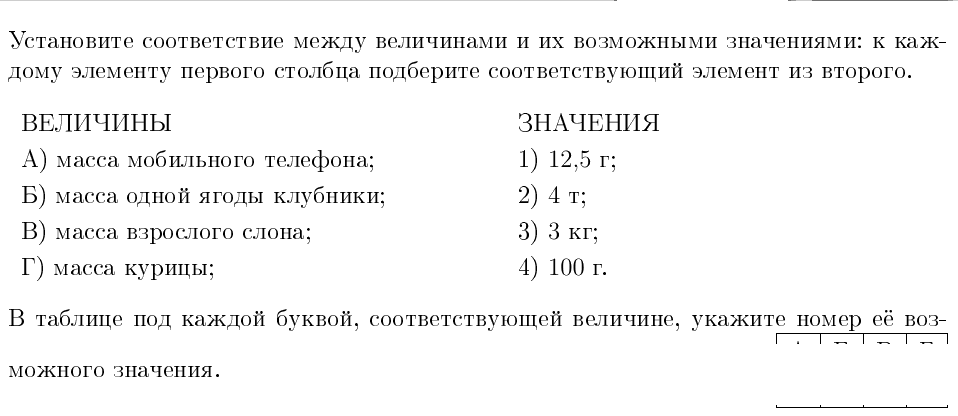 Установите соответствие между величинами и их возможными значениями: к каж-
дому элементу первого столбца подберите соответствующий элемент из второго.
ВЕЛИЧИНЫ ЗНАЧЕНИЯ
А) масса мобильного телефона; 1) 12,5 г;
Б) масса одной ягоды клубники; 2) 4 т;
В) масса взрослого слона; 3) 3 кг;
Г) масса курицы; 4) 100 г.
В таблице под каждой буквой, соответствующей величине, укажите номер её воз-
можного значения.